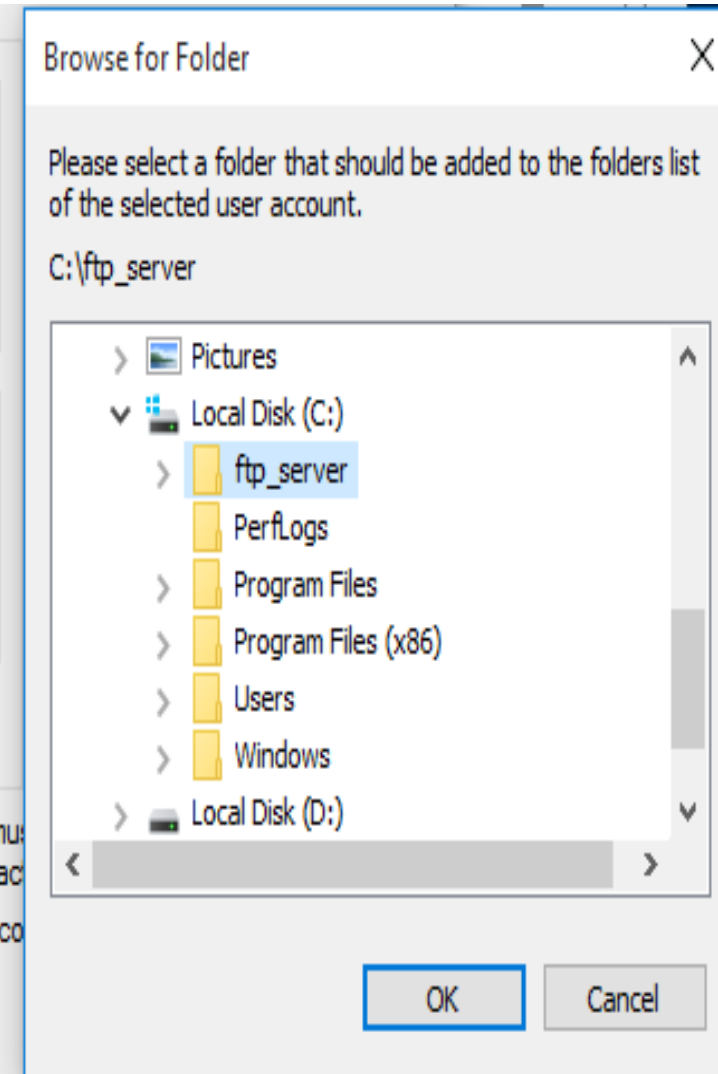 Browse for Folder
Please select a folder that should be added to the folders list
of the selected user account.
C:\ftp_server
Pictures
Local Disk (C:)
ftp_server
PerfLogs
Program Files
Program Files (x86)
Users
Windows
Local Disk (D:)
OK Cancel